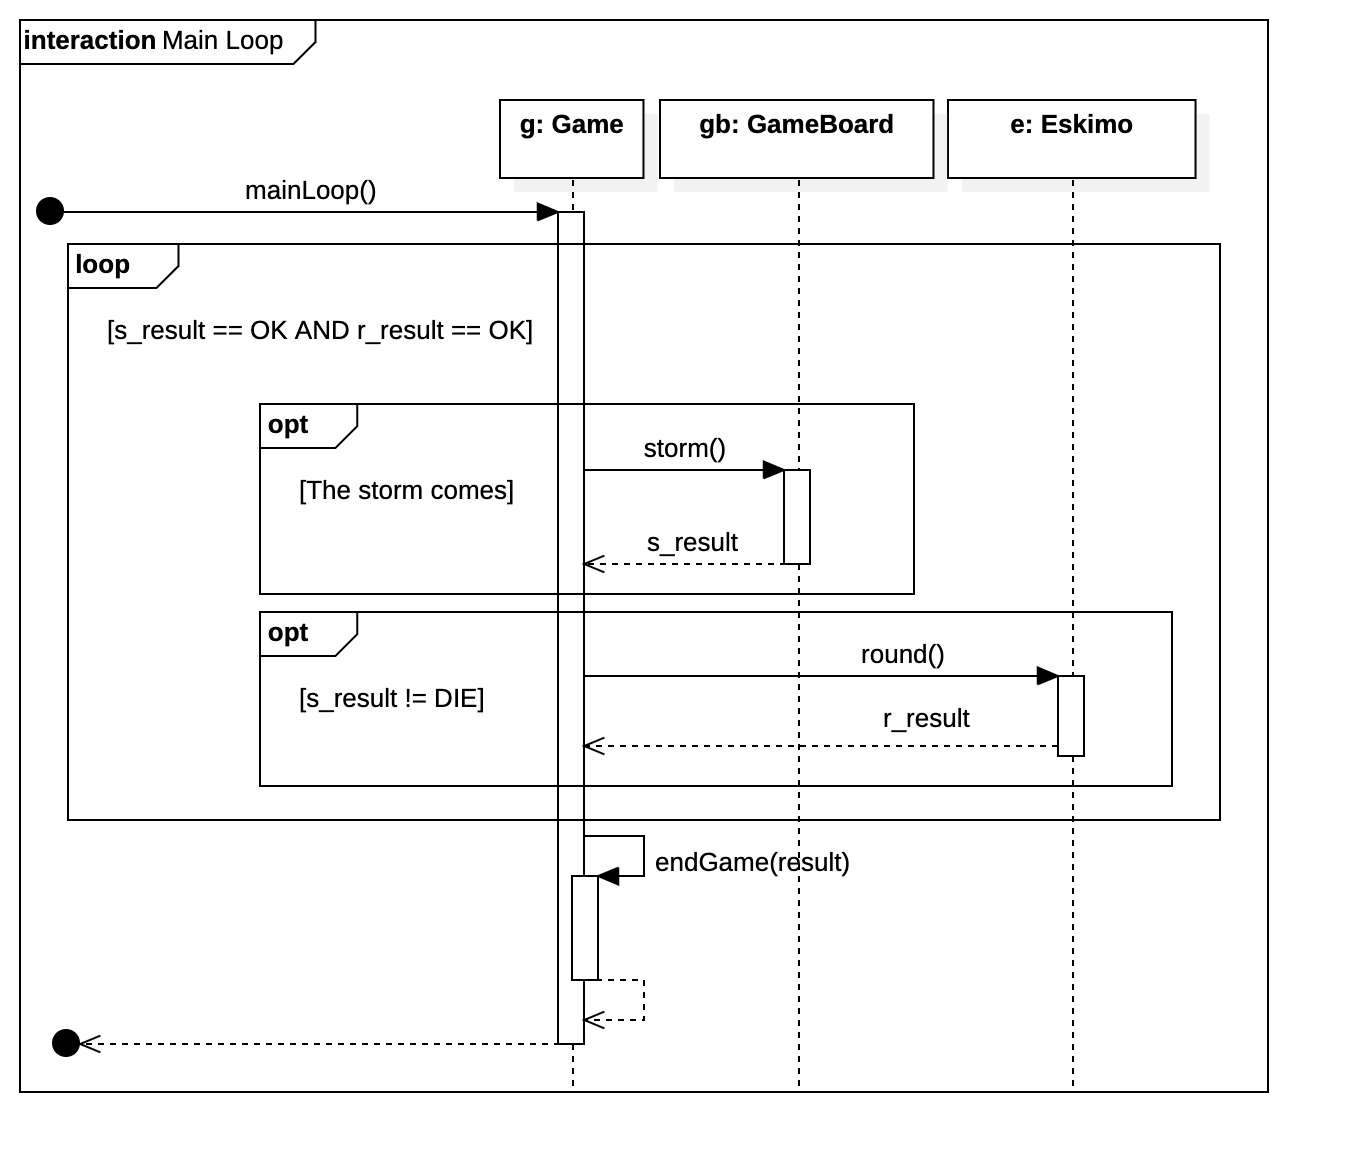 interaction Main Loop
g: Game
gb: GameBoard
e: Eskimo
mainLoop()
loop
[s_result == OK AND r_result == OK]
opt
storm()
[The storm comes]
s_result
opt
round()
[s_result != DIE]
r_result
endGame(result)